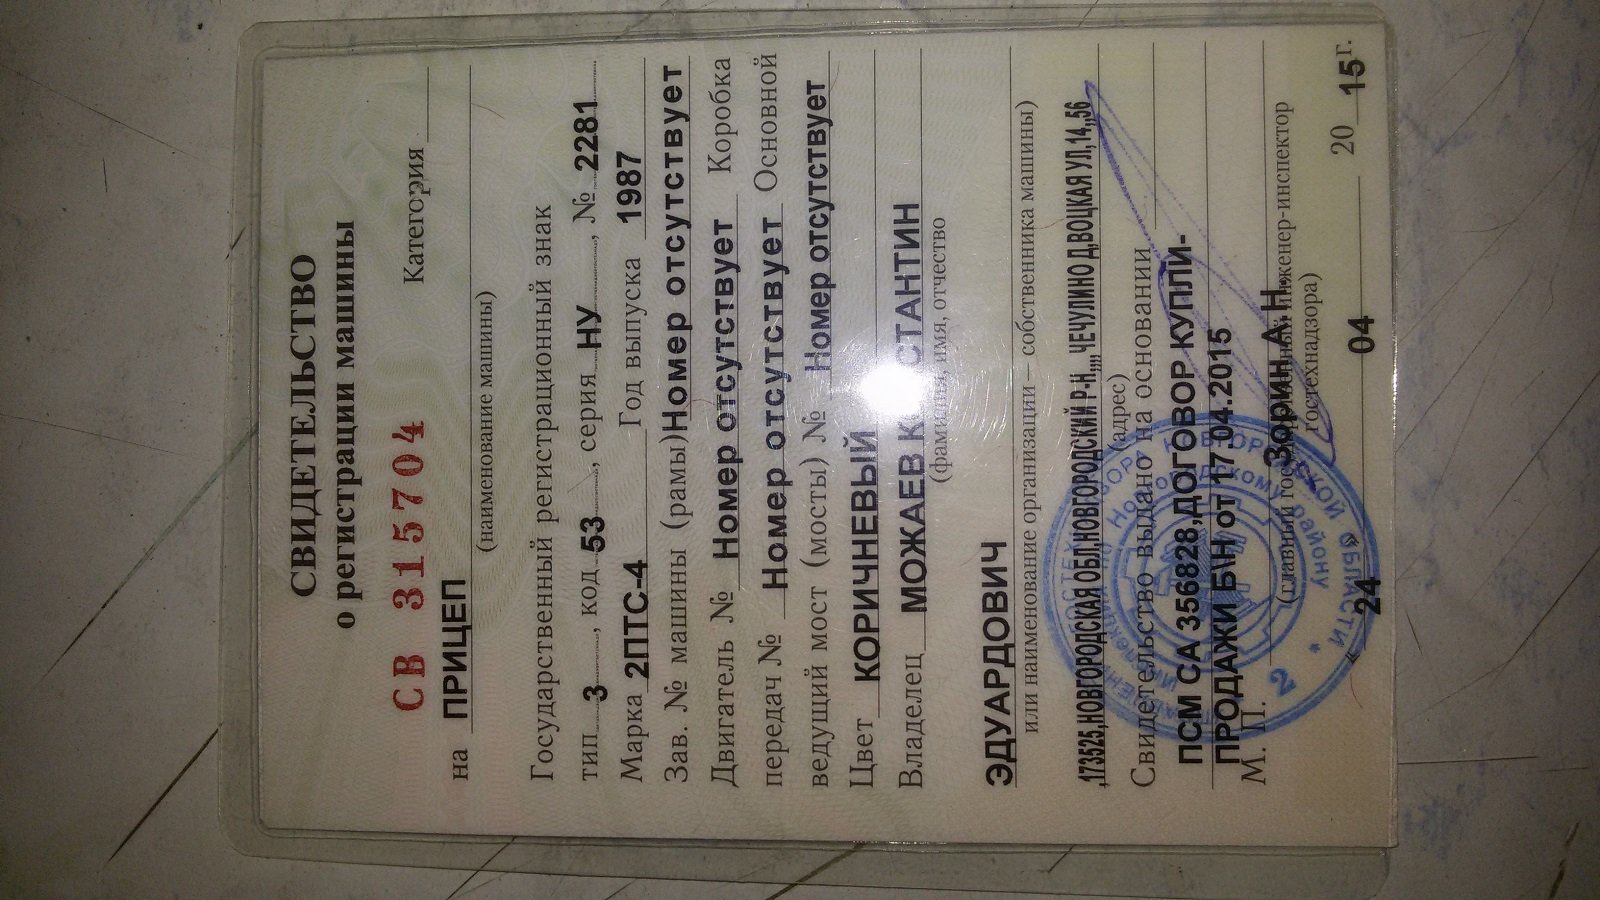 СВИДЕТЕЛЬСТВО
о регистрации машины
СВ 315704 Категория
на ПРИЦЕП
(наименование машины)
Государственный регистрационный знак
тип 3, код 53, серия НУ, № 2281
Марка 2ПТС-4 Год выпуска 1987
Зав. № машины (рамы) Номер отсутствует
Двигатель № Номер отсутствует Коробка
передач № Номер отсутствует Основной
ведущий мост (мосты) № Номер отсутствует
Цвет КОРИЧНЕВЫЙ
Владелец МОЖАЕВ КОНСТАНТИН
(фамилия, имя, отчество
ЭДУАРДОВИЧ
или наименование организации – собственника машины)
,173525,НОВГОРОДСКАЯ ОБЛ,НОВГОРОДСКИЙ Р-Н,,,,ЧЕЧУЛИНО Д,ВОЦКАЯ УЛ,14,,56
(адрес)
Свидетельство выдано на основании
ПСМ СА 356828,ДОГОВОР КУПЛИ-
ПРОДАЖИ Б\Н от 17.04.2015
М. П. Зорин А.Н.
(главный государственный инженер-инспектор
гостехнадзора)
24 04 2015 г.
ОБЛАСТИ
району
2